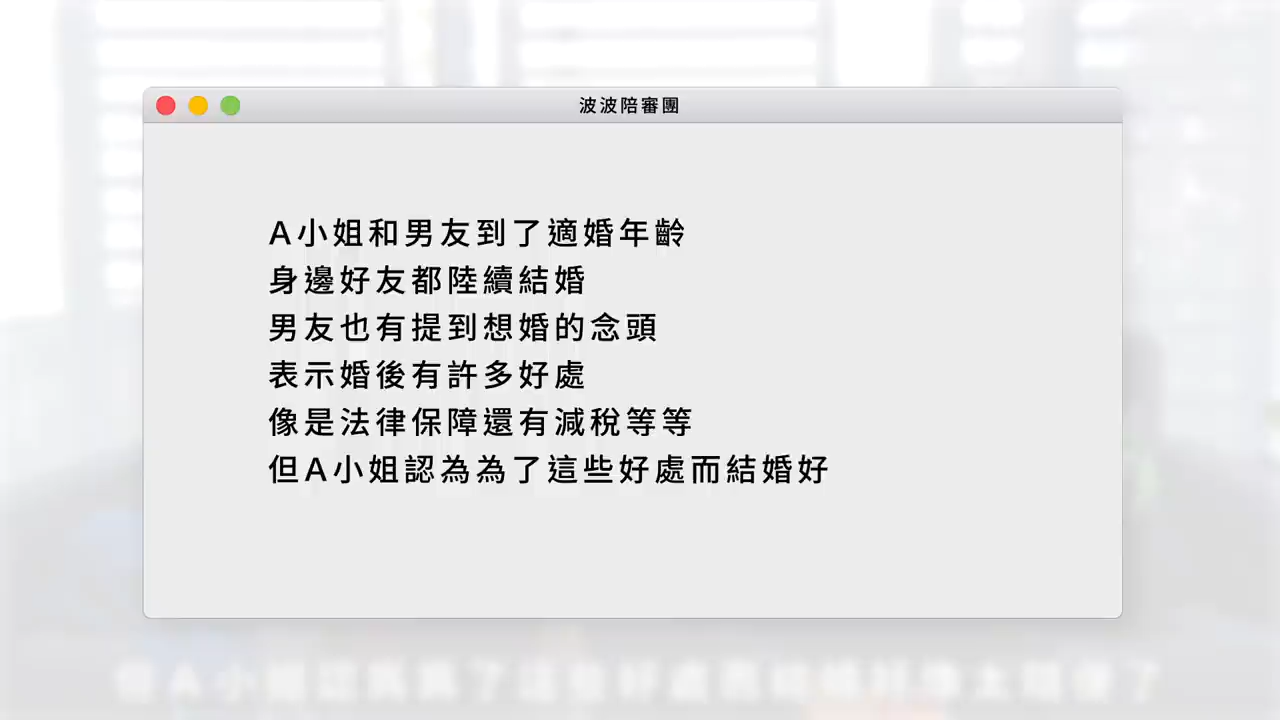 波波陪審團
A小姐和男友到了適婚年齡
身邊好友都陸續結婚
男友也有提到想婚的念頭
表示婚後有許多好處
像是法律保障還有減稅等等
但A小姐認為為了這些好處而結婚好